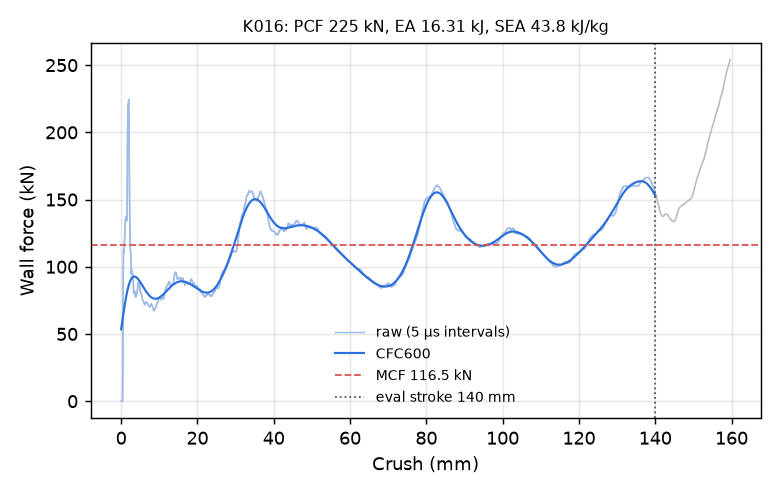 K016: PCF 225 kN, EA 16.31 kJ, SEA 43.8 kJ/kg
Wall force (kN)
250
200
150
100
50
0
raw (5 µs intervals)
CFC600
MCF 116.5 kN
eval stroke 140 mm
0 20 40 60 80 100 120 140 160
Crush (mm)